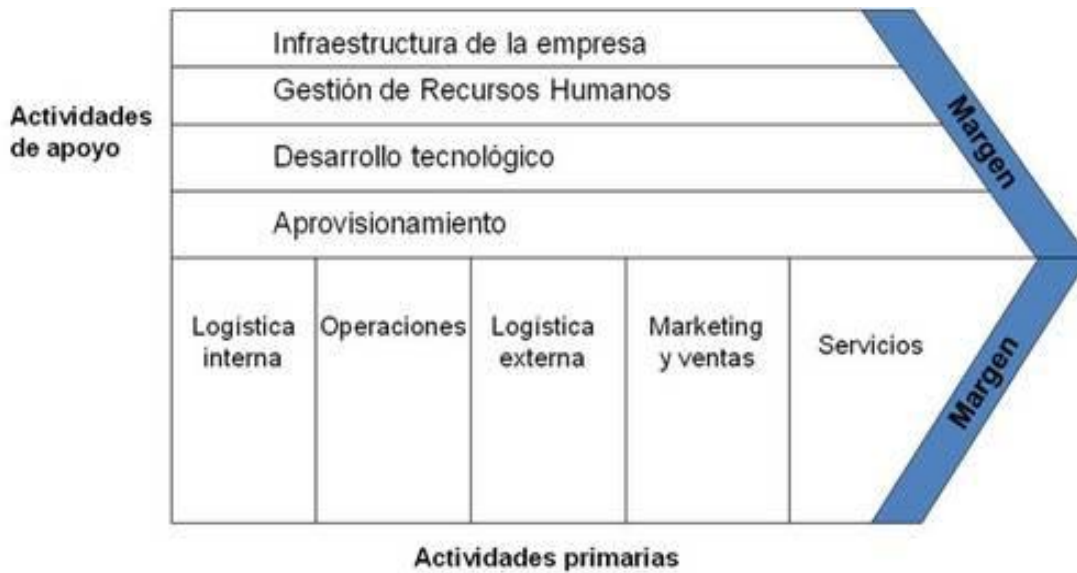 Infraestructura de la empresa
Gestión de Recursos Humanos
Actividades
de apoyo
Desarrollo tecnológico
Aprovisionamiento
Margen
Logística
interna
Operaciones
Logística
externa
Marketing
y ventas
Servicios
Margen
Actividades primarias